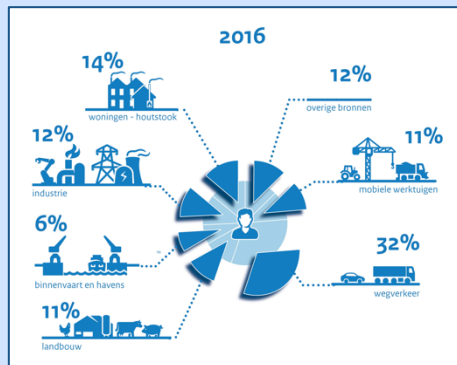 2016
14%
woningen - houtstook
12%
overige bronnen
12%
industrie
11%
mobiele werktuigen
6%
binnenvaart en havens
32%
wegverkeer
11%
landbouw